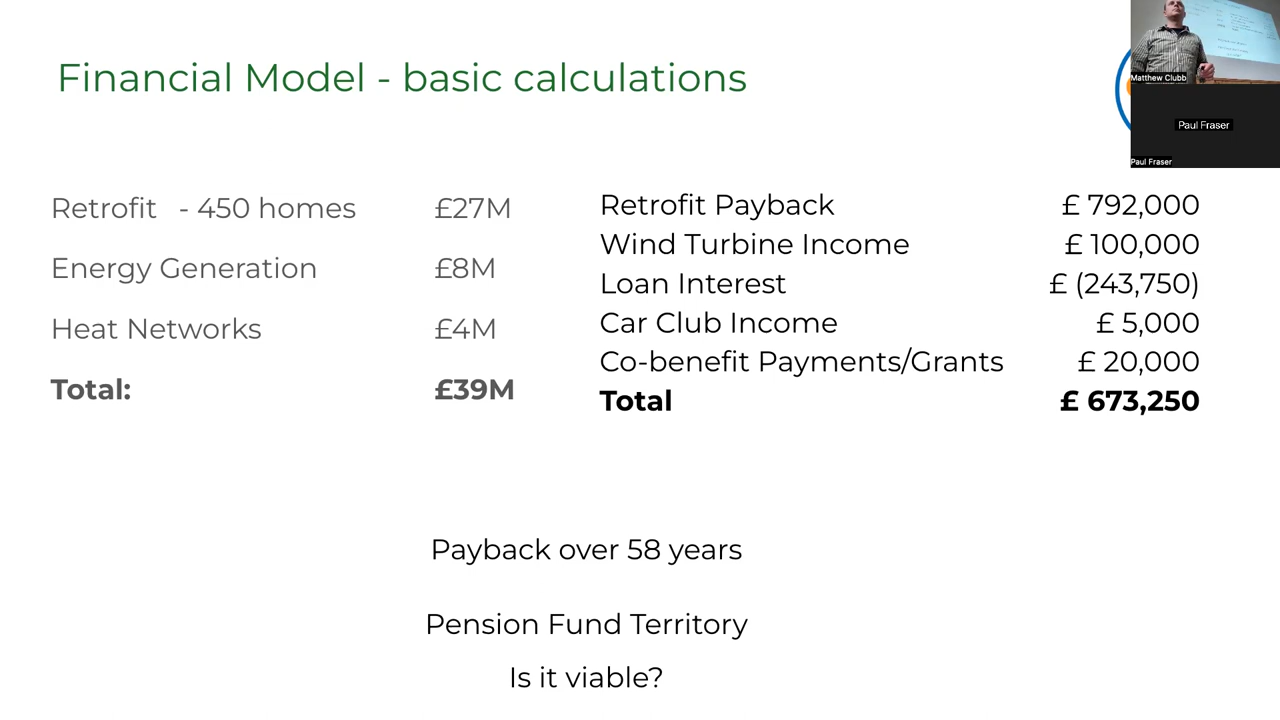 Financial Model - basic calculations
Matthew Clubb
Paul Fraser
Paul Fraser
Retrofit - 450 homes £27M
Energy Generation £8M
Heat Networks £4M
Total: £39M
Retrofit Payback £ 792,000
Wind Turbine Income £ 100,000
Loan Interest £ (243,750)
Car Club Income £ 5,000
Co-benefit Payments/Grants £ 20,000
Total £ 673,250
Payback over 58 years
Pension Fund Territory
Is it viable?